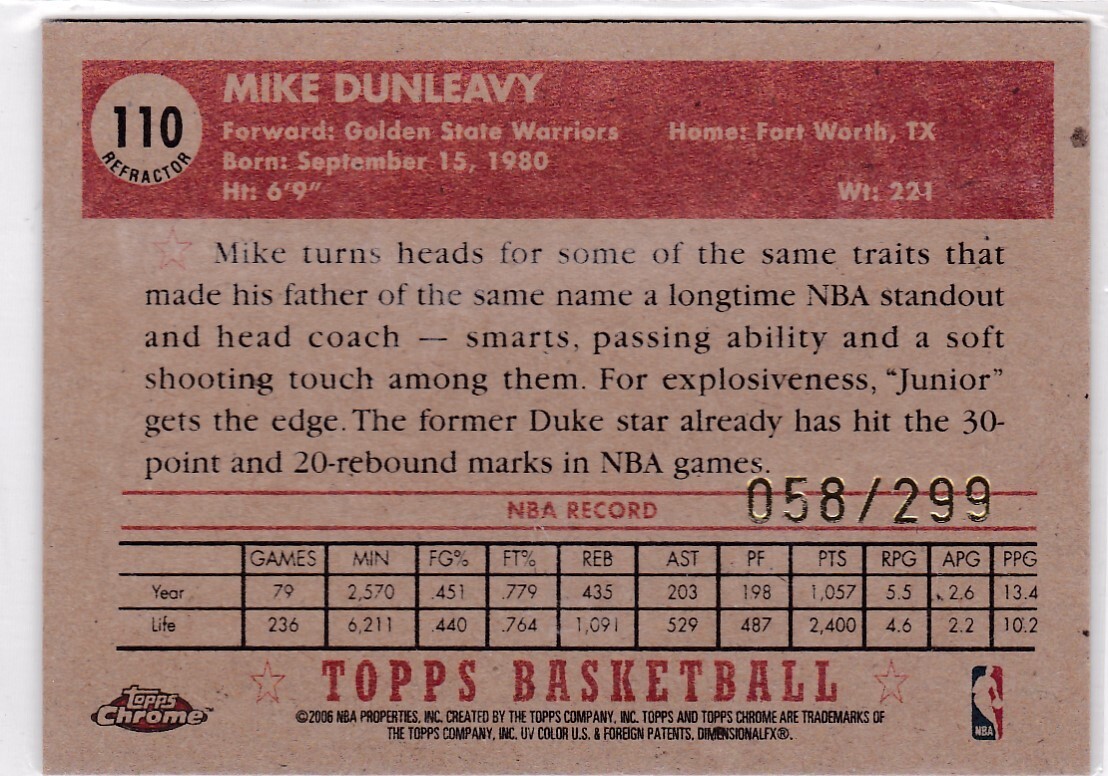 110
REFRACTOR
MIKE DUNLEAVY
Forward: Golden State Warriors Home: Fort Worth, TX
Born: September 15, 1980
Ht: 6'9" Wt: 221
Mike turns heads for some of the same traits that
made his father of the same name a longtime NBA standout
and head coach — smarts, passing ability and a soft
shooting touch among them. For explosiveness, "Junior"
gets the edge. The former Duke star already has hit the 30-
point and 20-rebound marks in NBA games.
058/299
NBA RECORD
GAMES MIN FG% FT% REB AST PF PTS RPG APG PPG
Year 79 2,570 .451 .779 435 203 198 1,057 5.5 2.6 13.4
Life 236 6,211 .440 .764 1,091 529 487 2,400 4.6 2.2 10.2
TOPPS BASKETBALL
Topps
Chrome™
©2006 NBA PROPERTIES, INC. CREATED BY THE TOPPS COMPANY, INC. TOPPS AND TOPPS CHROME ARE TRADEMARKS OF
THE TOPPS COMPANY, INC. UV COLOR U.S. & FOREIGN PATENTS. DIMENSIONALFX®.
NBA